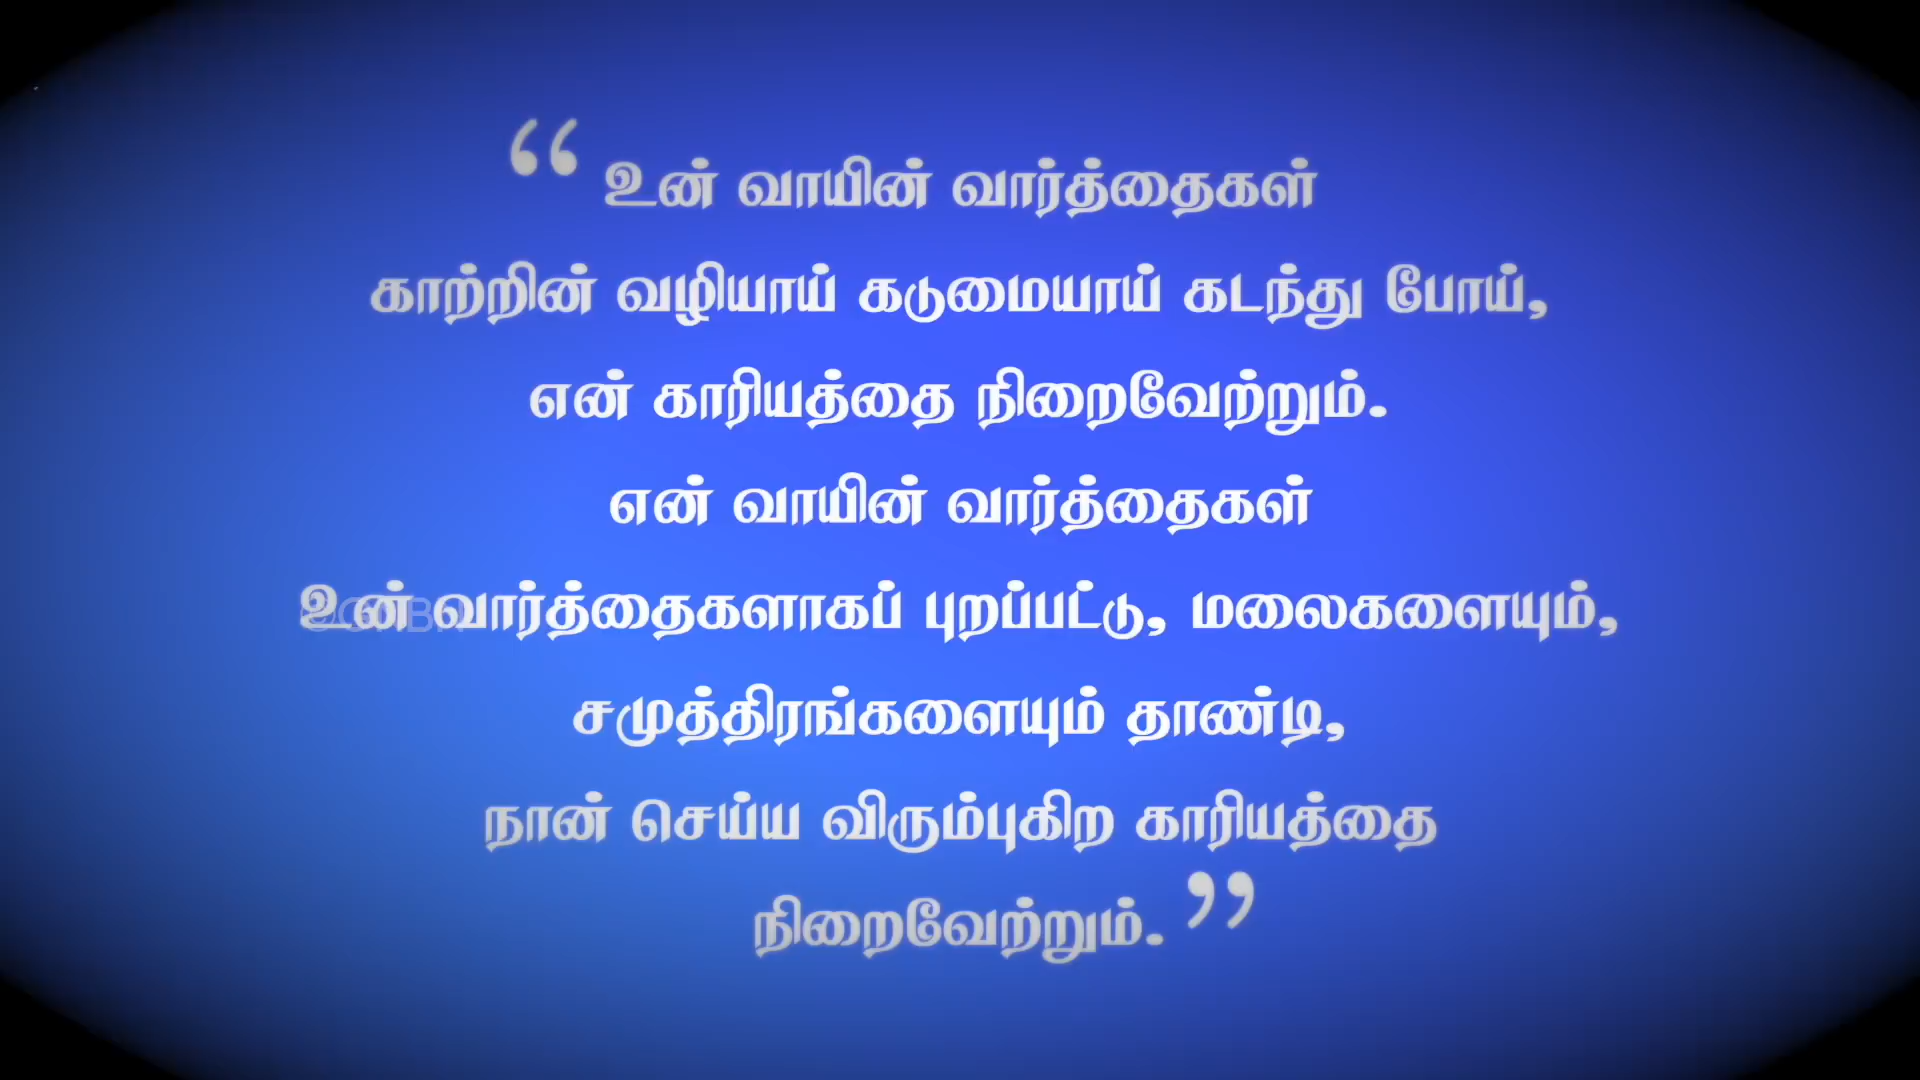 “ உன் வாயின் வார்த்தைகள்
காற்றின் வழியாய் கடுமையாய் கடந்து போய்,
என் காரியத்தை நிறைவேற்றும்.
என் வாயின் வார்த்தைகள்
உன் வார்த்தைகளாகப் புறப்பட்டு, மலைகளையும்,
சமுத்திரங்களையும் தாண்டி,
நான் செய்ய விரும்புகிற காரியத்தை
நிறைவேற்றும். ”